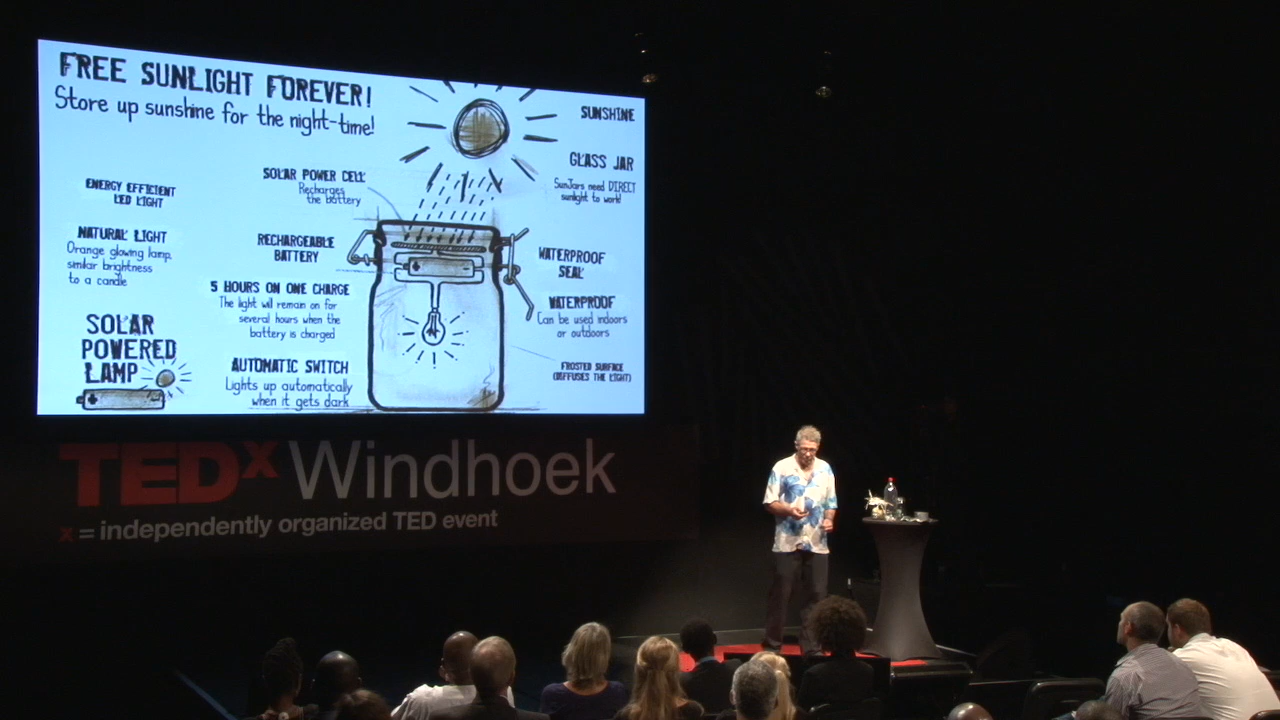 FREE SUNLIGHT FOREVER!
Store up sunshine for the night-time!
SUNSHINE
GLASS JAR
SunJars need DIRECT
sunlight to work!
SOLAR POWER CELL
Recharges
the battery
ENERGY EFFICIENT
LED LIGHT
NATURAL LIGHT
Orange glowing lamp,
similar brightness
to a candle
RECHARGEABLE
BATTERY
WATERPROOF
SEAL
5 HOURS ON ONE CHARGE
The light will remain on for
several hours when the
battery is charged
WATERPROOF
Can be used indoors
or outdoors
SOLAR
POWERED
LAMP
AUTOMATIC SWITCH
Lights up automatically
when it gets dark
FROSTED SURFACE
(DIFFUSES THE LIGHT)
TEDx Windhoek
x = independently organized TED event